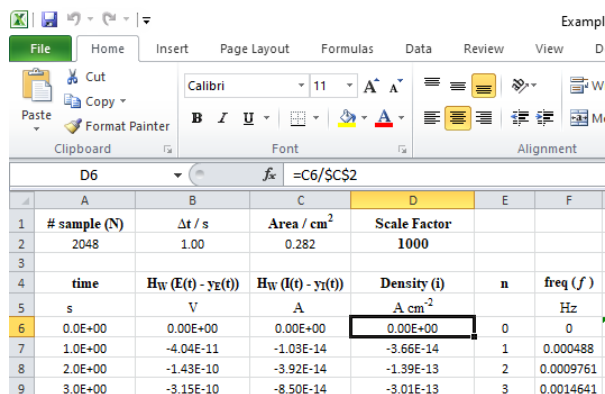 Exampl
File Home Insert Page Layout Formulas Data Review View D
Paste Cut Calibri 11 A A W
Copy
Format Painter B I U A Me
Clipboard Font Alignment
D6 fx =C6/$C$2
A B C D E F
1 # sample (N) Δt / s Area / cm² Scale Factor
2 2048 1.00 0.282 1000
3
4 time H_W (E(t) - y_E(t)) H_W (I(t) - y_I(t)) Density (i) n freq (f)
5 s V A A cm⁻² Hz
6 0.0E+00 0.00E+00 0.00E+00 0.00E+00 0 0
7 1.0E+00 -4.04E-11 -1.03E-14 -3.66E-14 1 0.000488
8 2.0E+00 -1.43E-10 -3.92E-14 -1.39E-13 2 0.0009761
9 3.0E+00 -3.15E-10 -8.50E-14 -3.01E-13 3 0.0014641